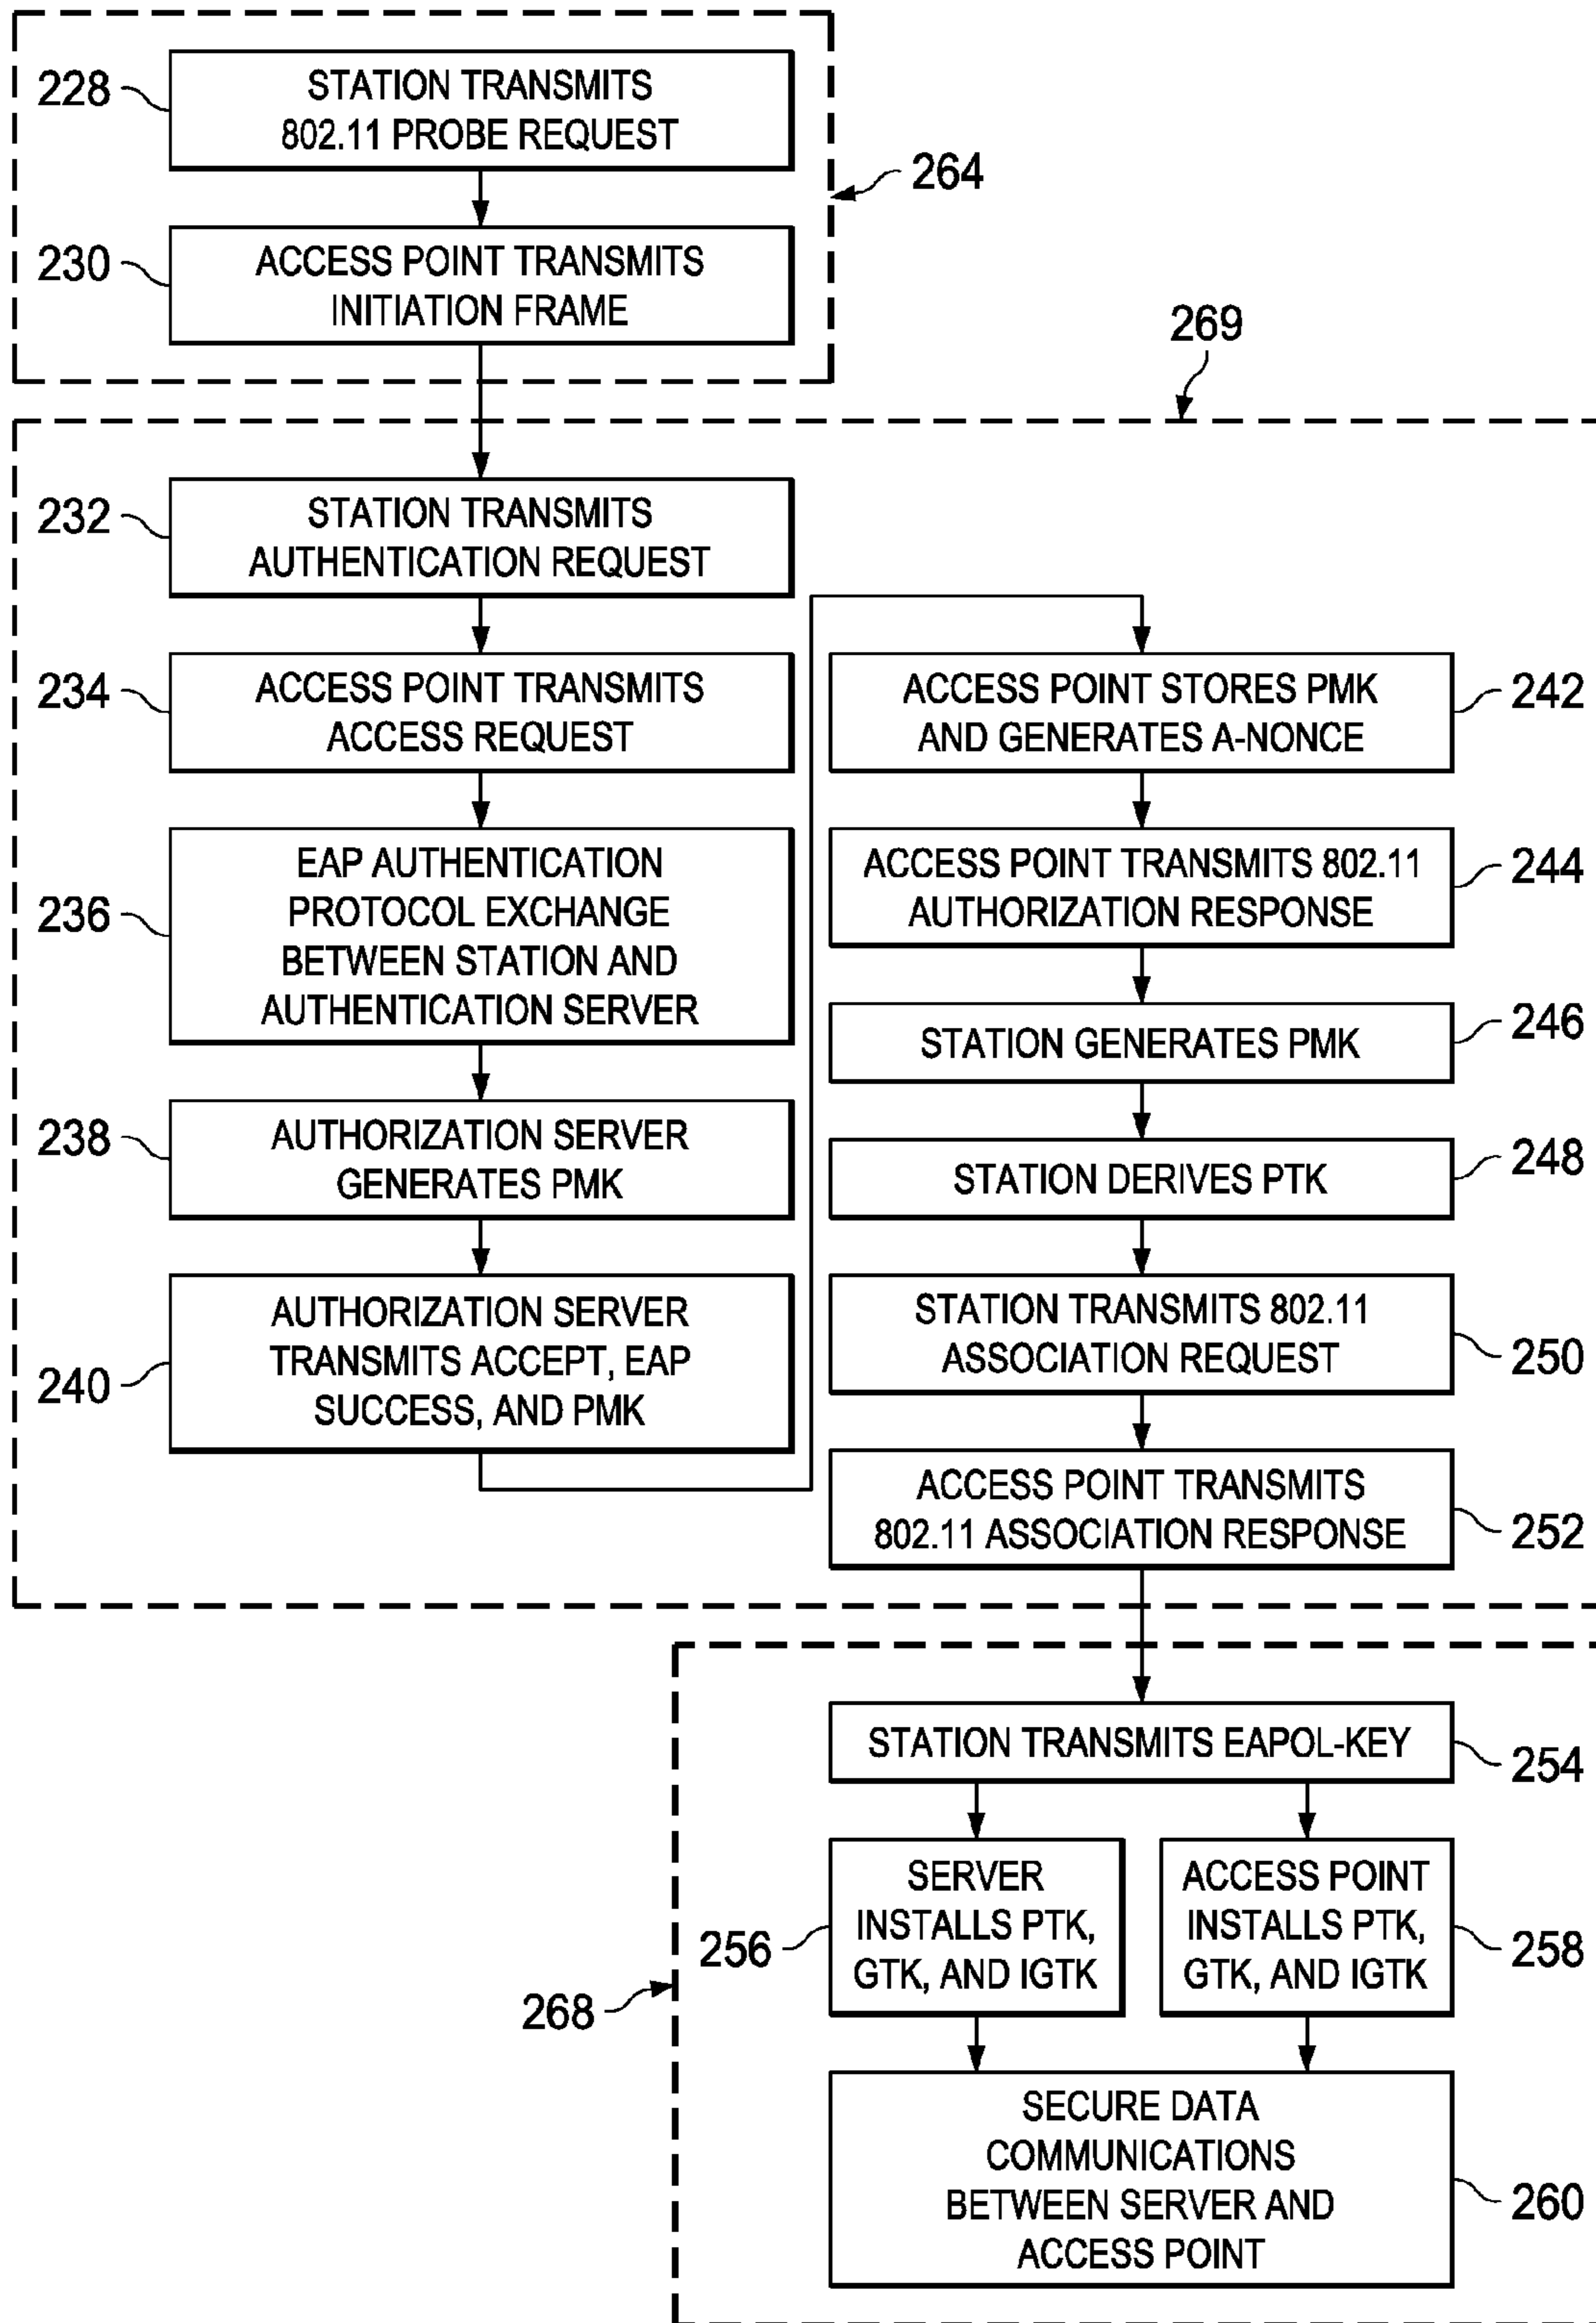 228
STATION TRANSMITS
802.11 PROBE REQUEST
264
230
ACCESS POINT TRANSMITS
INITIATION FRAME
269
232
STATION TRANSMITS
AUTHENTICATION REQUEST
234
ACCESS POINT TRANSMITS
ACCESS REQUEST
236
EAP AUTHENTICATION
PROTOCOL EXCHANGE
BETWEEN STATION AND
AUTHENTICATION SERVER
238
AUTHORIZATION SERVER
GENERATES PMK
240
AUTHORIZATION SERVER
TRANSMITS ACCEPT, EAP
SUCCESS, AND PMK
ACCESS POINT STORES PMK
AND GENERATES A-NONCE
242
ACCESS POINT TRANSMITS 802.11
AUTHORIZATION RESPONSE
244
STATION GENERATES PMK
246
STATION DERIVES PTK
248
STATION TRANSMITS 802.11
ASSOCIATION REQUEST
250
ACCESS POINT TRANSMITS
802.11 ASSOCIATION RESPONSE
252
STATION TRANSMITS EAPOL-KEY
254
256
SERVER
INSTALLS PTK,
GTK, AND IGTK
ACCESS POINT
INSTALLS PTK,
GTK, AND IGTK
258
268
SECURE DATA
COMMUNICATIONS
BETWEEN SERVER AND
ACCESS POINT
260